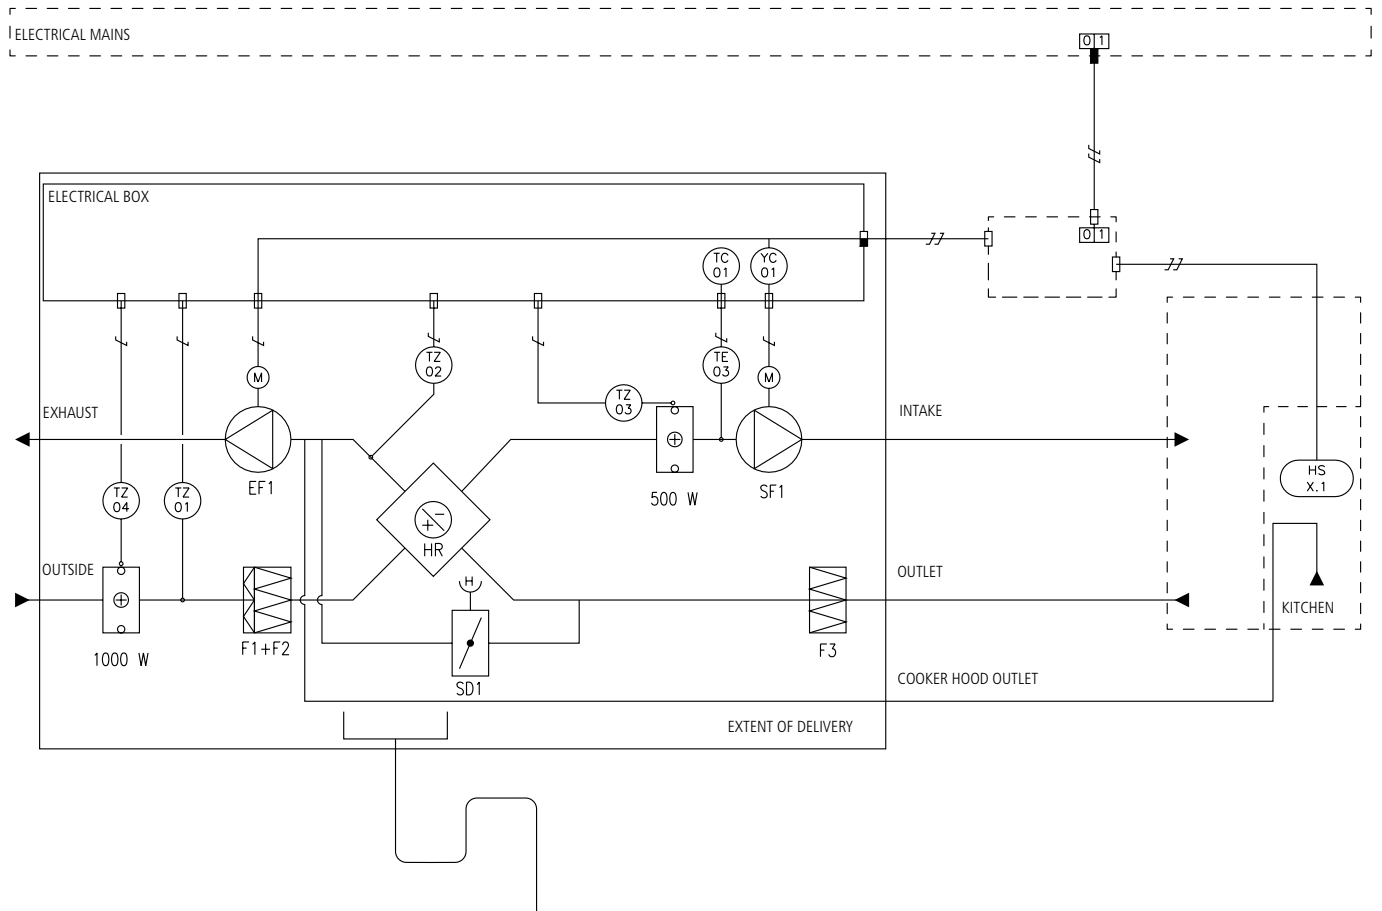 ELECTRICAL MAINS
0 1
ELECTRICAL BOX
0 1
TC
01
YC
01
TZ
02
TE
03
M
M
TZ
03
EXHAUST
INTAKE
EF1
SF1
500 W
HS
X.1
TZ
04
TZ
01
+ -
HR
OUTSIDE
H
OUTLET
KITCHEN
F1+F2
F3
1000 W
SD1
COOKER HOOD OUTLET
EXTENT OF DELIVERY